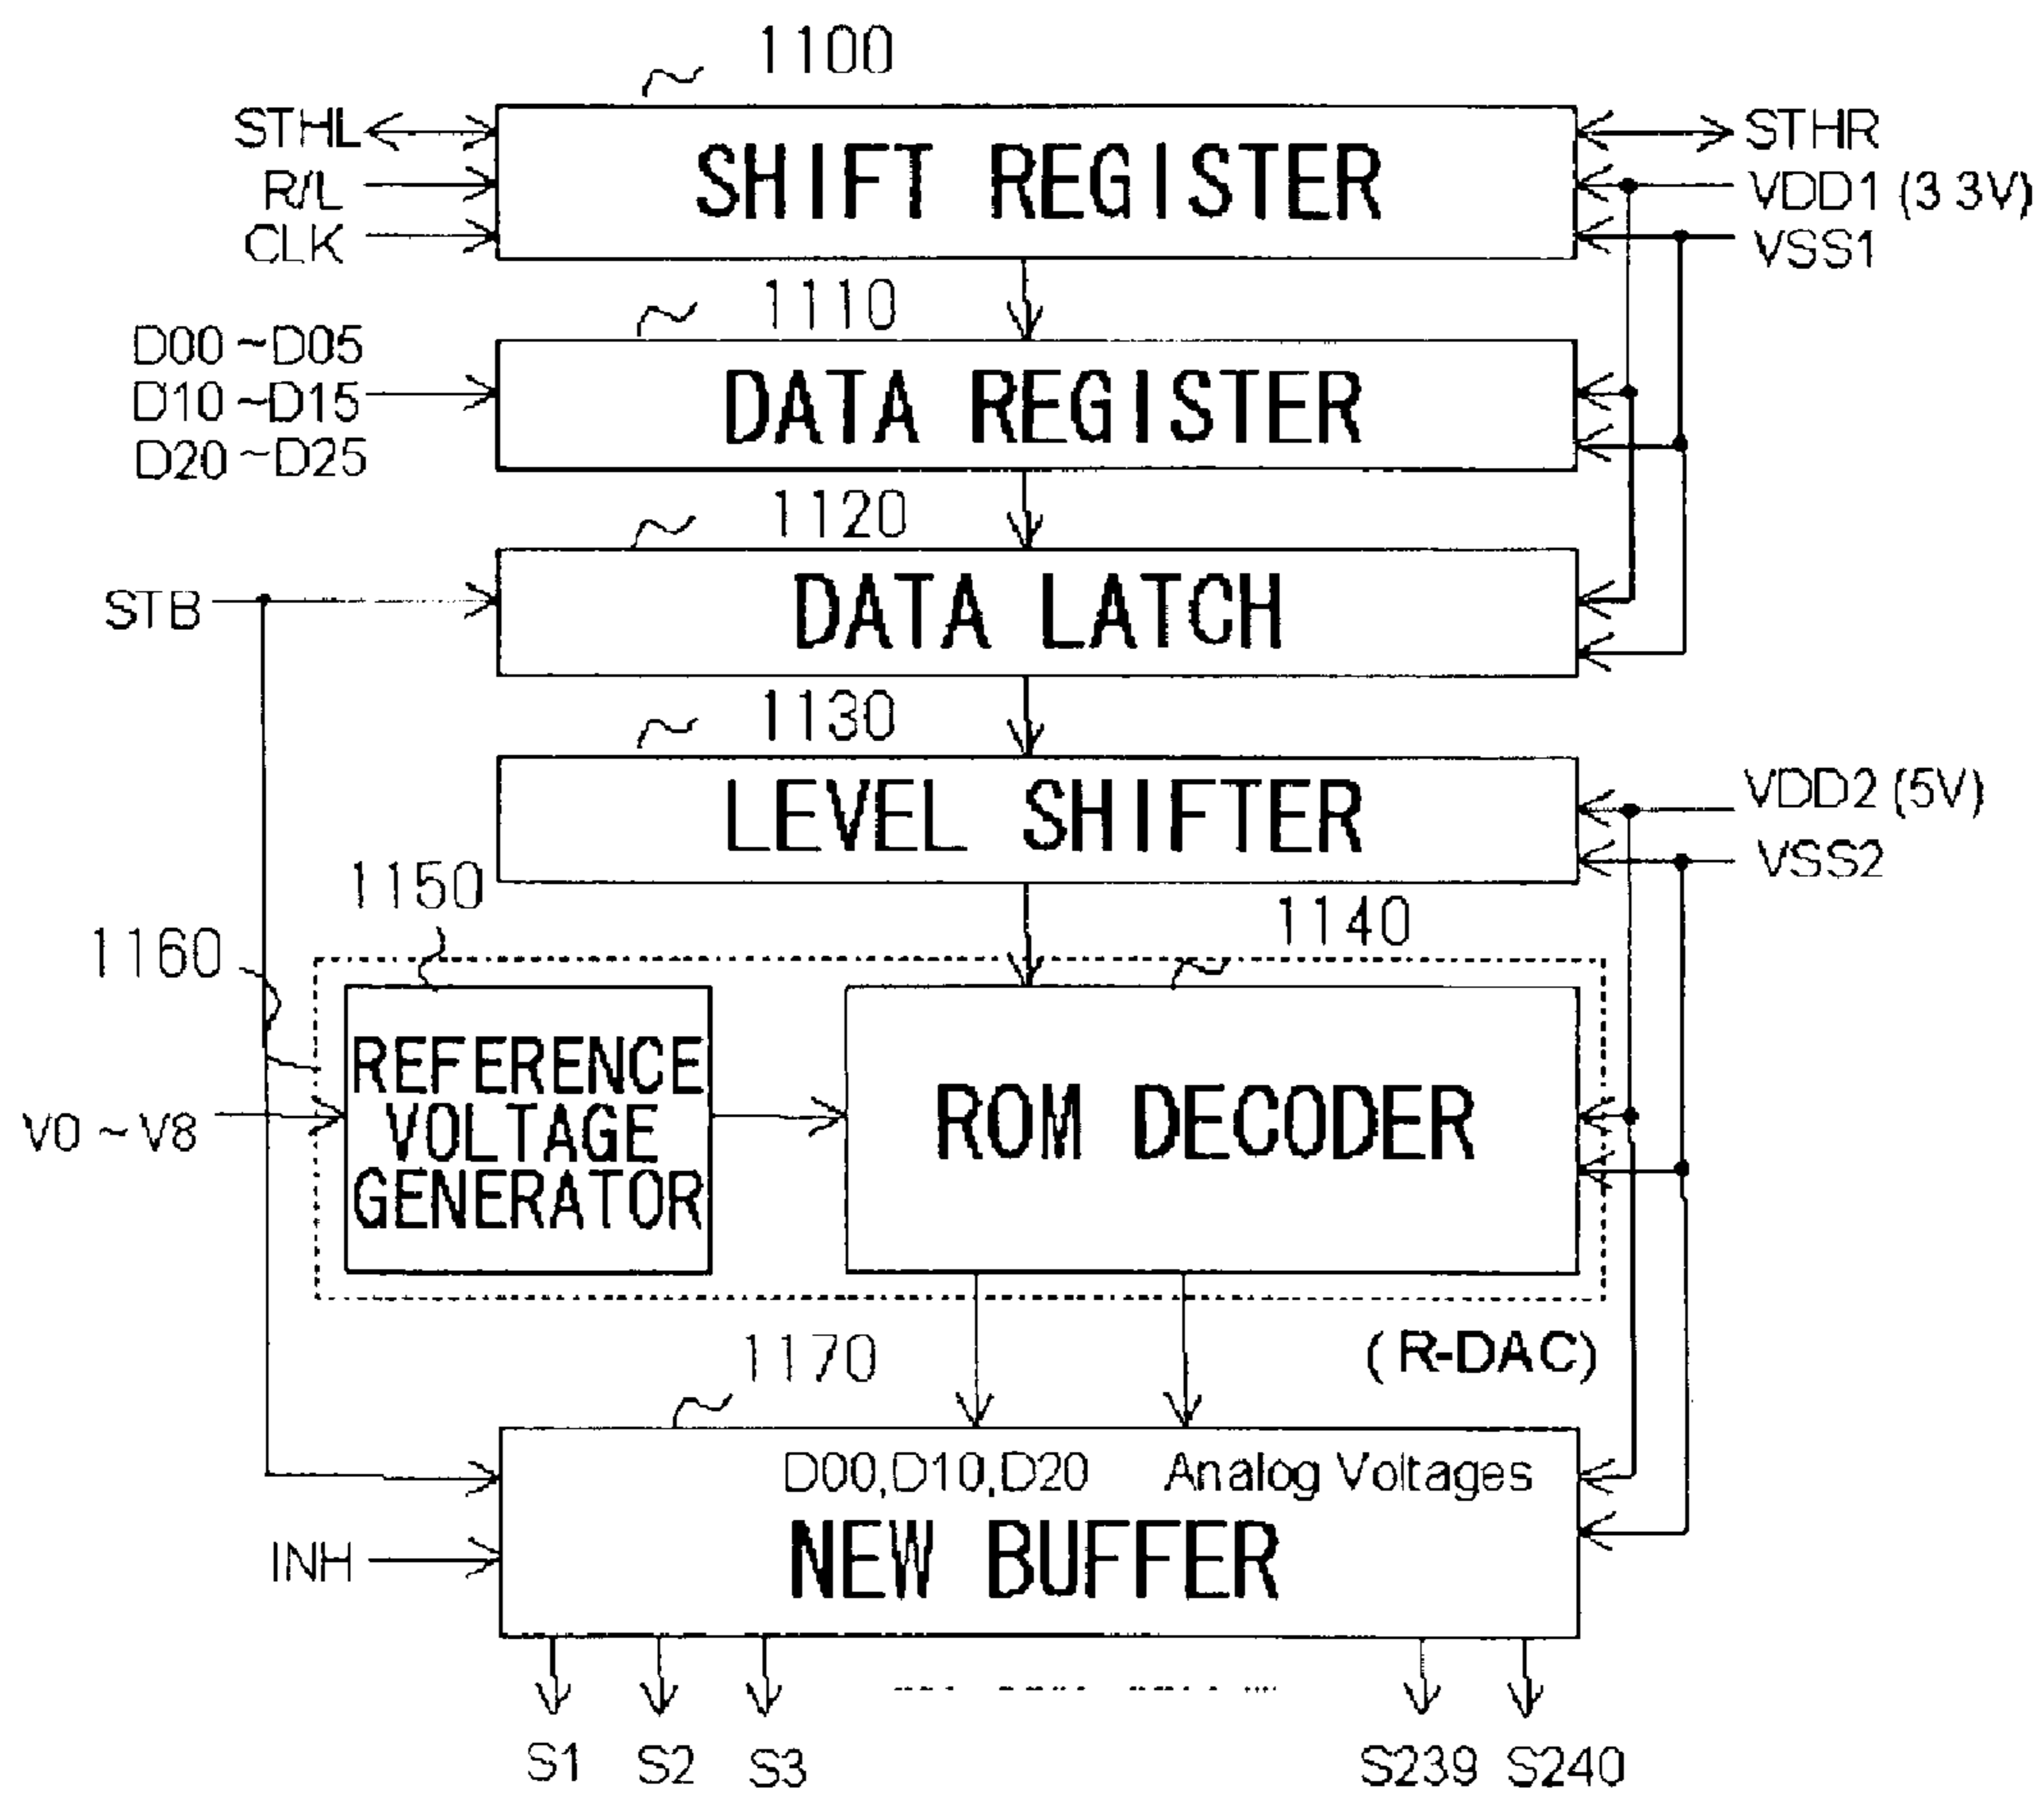 1100
STHL
SHIFT REGISTER
STHR
R/L
VDD1 (3 3V)
CLK
VSS1
1110
D00 ~D05
D10 ~D15
D20 ~D25
DATA REGISTER
1120
STB
DATA LATCH
1130
LEVEL SHIFTER
VDD2 (5V)
VSS2
1150
1140
1160
REFERENCE
VOLTAGE
GENERATOR
ROM DECODER
V0 ~ V8
(R-DAC)
1170
D00,D10,D20 Analog Voltages
NEW BUFFER
INH
S1 S2 S3 S239 S240